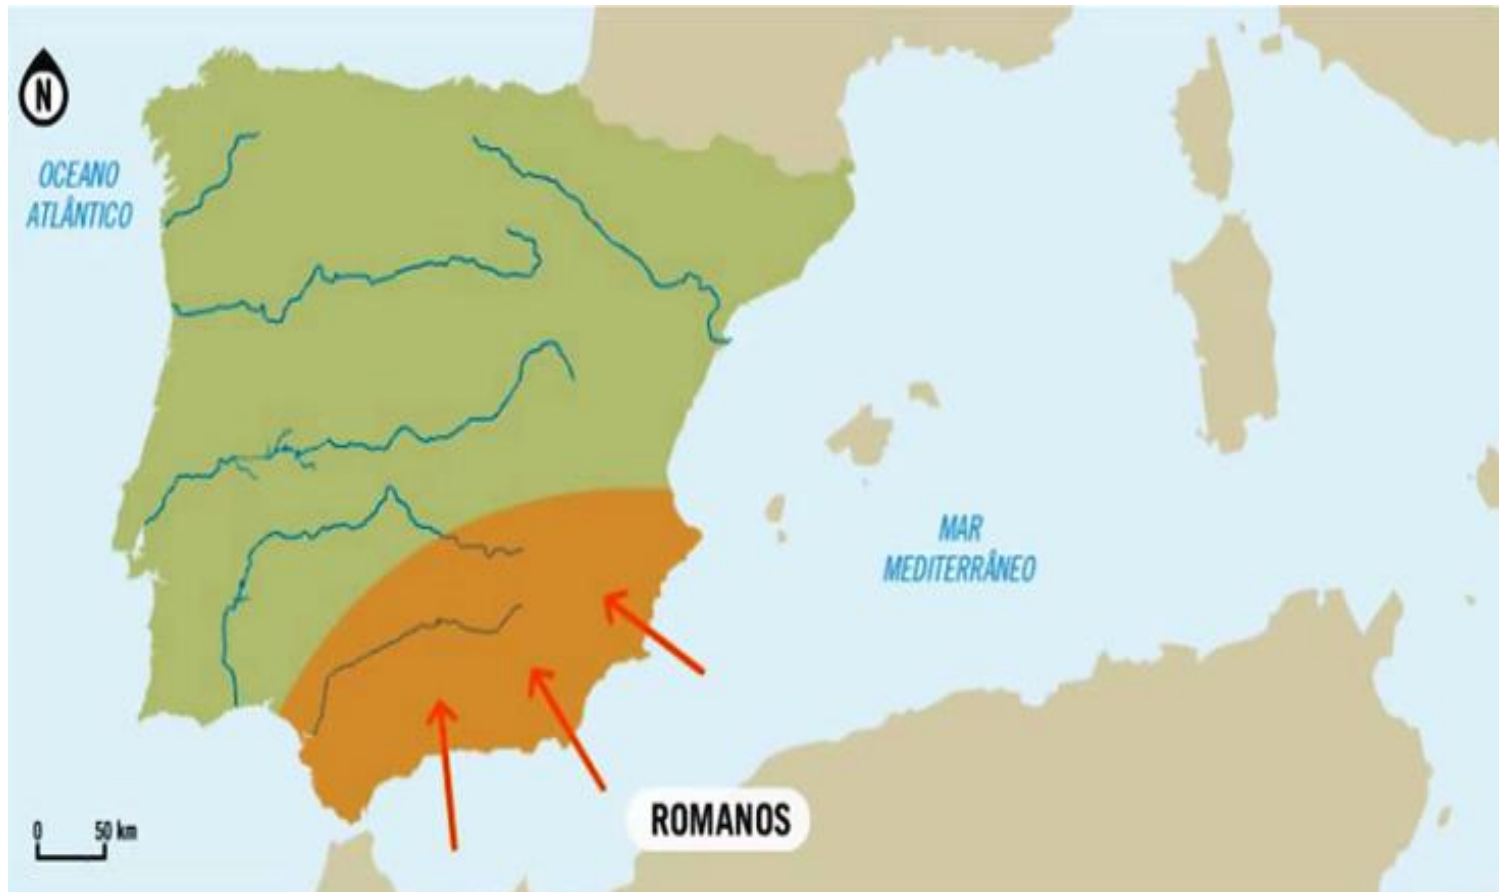 N
OCEANO
ATLÂNTICO
MAR
MEDITERRÂNEO
ROMANOS
0 50 km